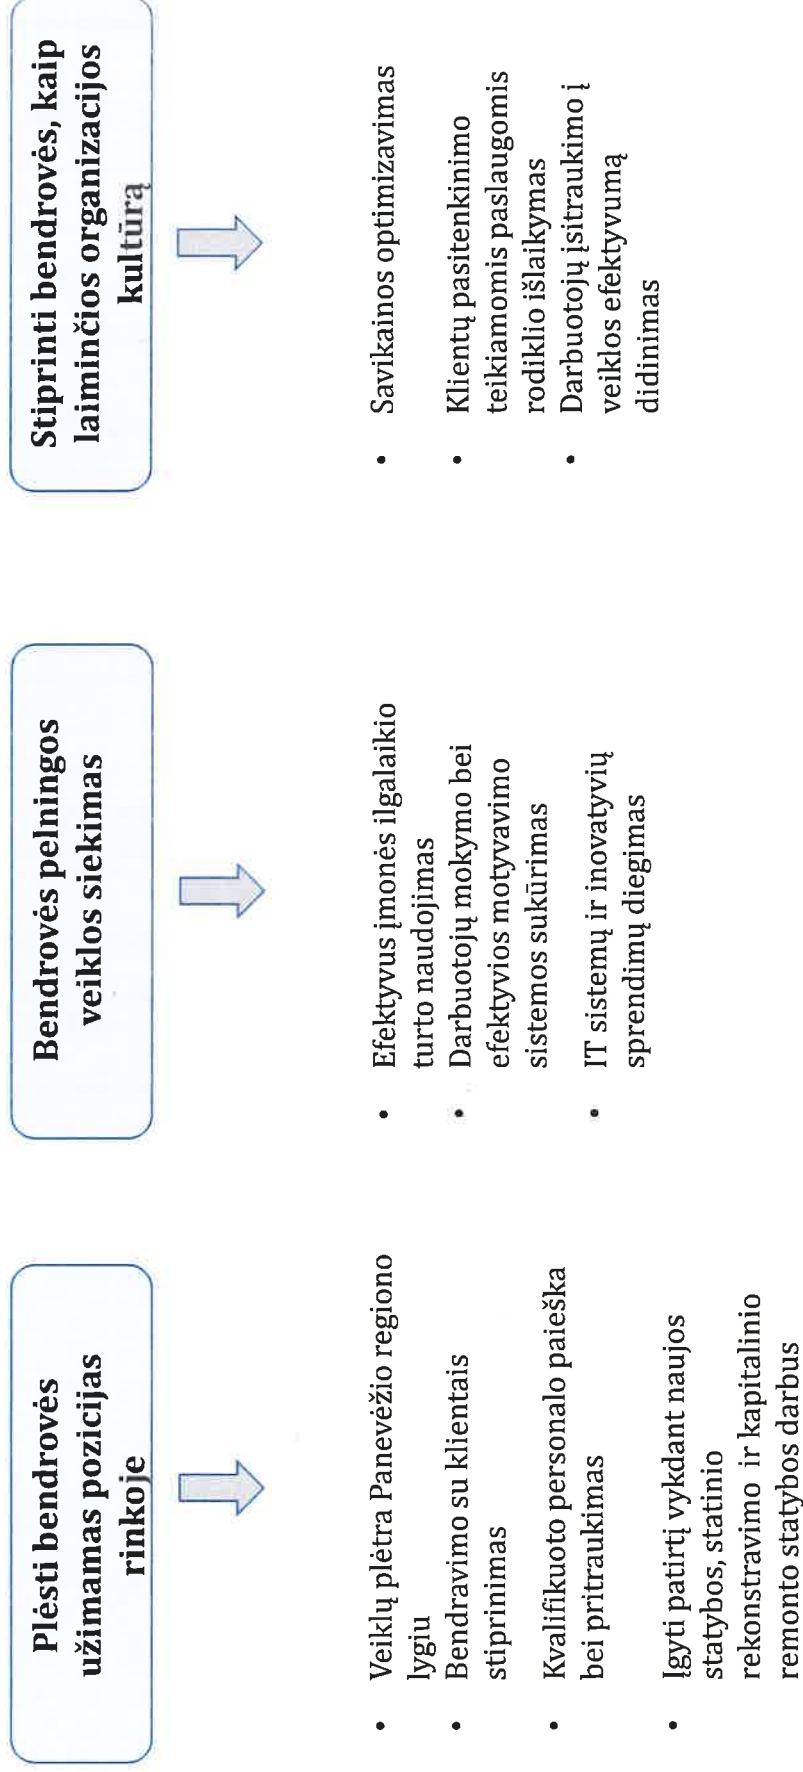 Plėsti bendrovės
užimamas pozicijas
rinkoje
• Veiklų plėtra Panevėžio regiono
lygiu
• Bendravimo su klientais
stiprinimas
• Kvalifikuoto personalo paieška
bei pritraukimas
• Įgyti patirtį vykdant naujos
statybos, statinio
rekonstravimo ir kapitalinio
remonto statybos darbus
Bendrovės pelningos
veiklos siekimas
• Efektyvus įmonės ilgalaikio
turto naudojimas
• Darbuotojų mokymo bei
efektyvios motyvavimo
sistemos sukūrimas
• IT sistemų ir inovatyvių
sprendimų diegimas
Stiprinti bendrovės, kaip
laiminčios organizacijos
kultūrą
• Savikainos optimizavimas
• Klientų pasitenkinimo
teikiamomis paslaugomis
rodiklio išlaikymas
• Darbuotojų įsitraukimo į
veiklos efektyvumą
didinimas